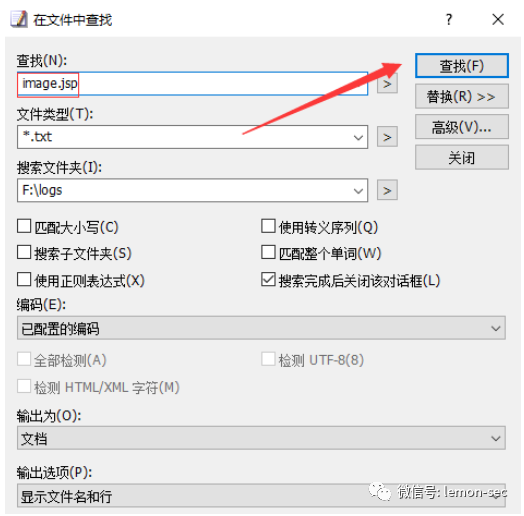 在文件中查找
查找(N):
image.jsp
查找(F)
替换(R) >>
文件类型(T):
*.txt
高级(V)...
关闭
搜索文件夹(I):
F:\logs
匹配大小写(C)
使用转义序列(Q)
搜索子文件夹(S)
匹配整个单词(W)
使用正则表达式(X)
搜索完成后关闭该对话框(L)
编码(E):
已配置的编码
全部检测(A)
检测 UTF-8(8)
检测 HTML/XML 字符(M)
输出为(O):
文档
输出选项(P):
显示文件名和行
微信号: lemon-sec